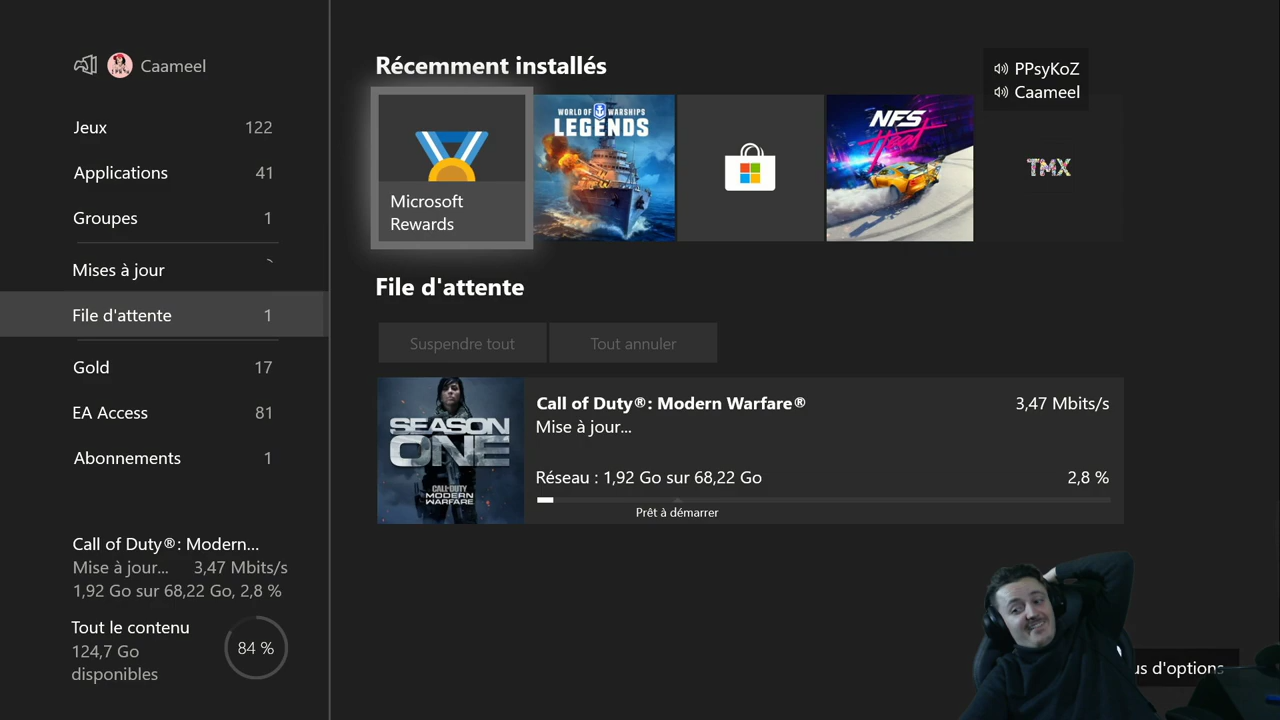 Caameel
Jeux 122
Applications 41
Groupes 1
Mises à jour
File d'attente 1
Gold 17
EA Access 81
Abonnements 1
Call of Duty®: Modern...
Mise à jour... 3,47 Mbits/s
1,92 Go sur 68,22 Go, 2,8 %
Tout le contenu
124,7 Go
disponibles
84 %
Récemment installés
PPsyKoZ
Caameel
Microsoft
Rewards
WORLD OF WARSHIPS
LEGENDS
NFS
Heat
TMX
File d'attente
Suspendre tout
Tout annuler
SEASON
ONE
CALL OF DUTY
MODERN
WARFARE
Call of Duty®: Modern Warfare®
3,47 Mbits/s
Mise à jour...
Réseau : 1,92 Go sur 68,22 Go
2,8 %
Prêt à démarrer
us d'options